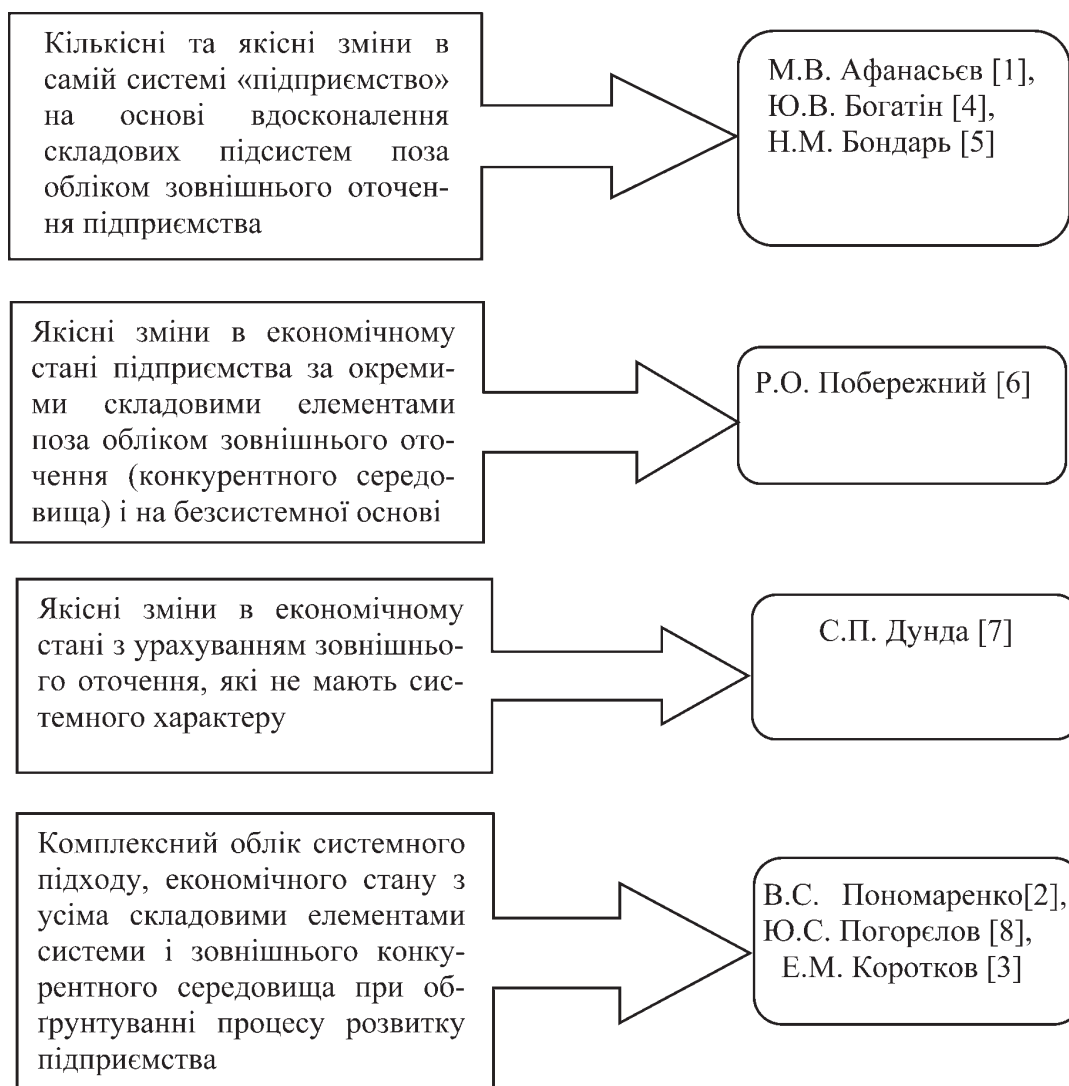 Кількісні та якісні зміни в
самій системі «підприємство»
на основі вдосконалення
складових підсистем поза
обліком зовнішнього оточен-
ня підприємства
М.В. Афанасьєв [1],
Ю.В. Богатін [4],
Н.М. Бондарь [5]
Якісні зміни в економічному
стані підприємства за окреми-
ми складовими елементами
поза обліком зовнішнього ото-
чення (конкурентного середо-
вища) і на безсистемної основі
Р.О. Побережний [6]
Якісні зміни в економічному
стані з урахуванням зовнішньо-
го оточення, які не мають сис-
темного характеру
С.П. Дунда [7]
Комплексний облік системного
підходу, економічного стану з
усіма складовими елементами
системи і зовнішнього конку-
рентного середовища при об-
ґрунтуванні процесу розвитку
підприємства
В.С. Пономаренко[2],
Ю.С. Погорєлов [8],
Е.М. Коротков [3]